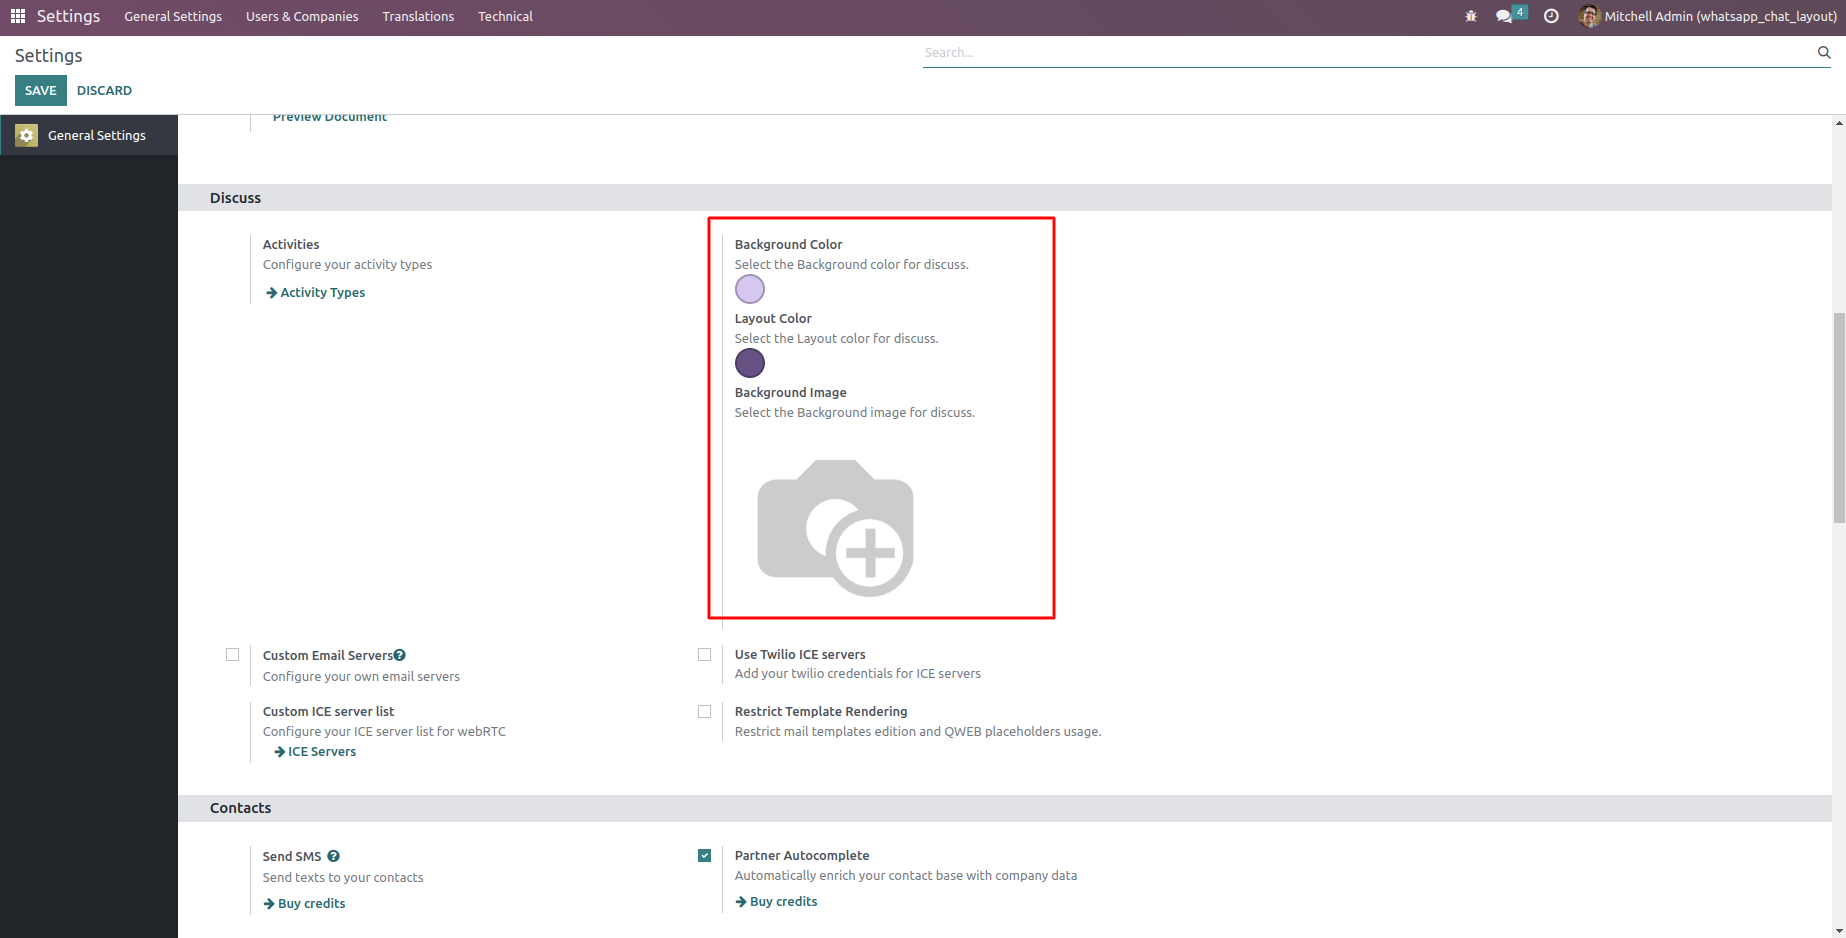 Settings General Settings Users & Companies Translations Technical 4 Mitchell Admin (whatsapp_chat_layout)
Settings Search...
SAVE DISCARD
General Settings
Preview Document
Discuss
Activities
Configure your activity types
Activity Types
Background Color
Select the Background color for discuss.
Layout Color
Select the Layout color for discuss.
Background Image
Select the Background image for discuss.
Custom Email Servers
Configure your own email servers
Use Twilio ICE servers
Add your twilio credentials for ICE servers
Custom ICE server list
Configure your ICE server list for webRTC
ICE Servers
Restrict Template Rendering
Restrict mail templates edition and QWEB placeholders usage.
Contacts
Send SMS
Send texts to your contacts
Buy credits
Partner Autocomplete
Automatically enrich your contact base with company data
Buy credits